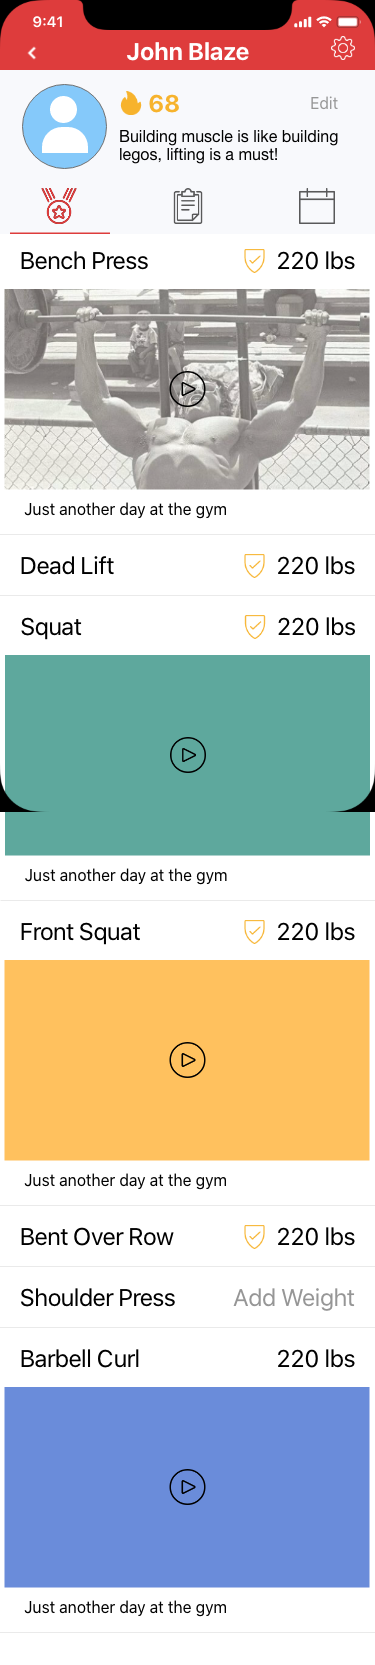 9:41
John Blaze
68
Edit
Building muscle is like building
legos, lifting is a must!
Bench Press 220 lbs
Just another day at the gym
Dead Lift 220 lbs
Squat 220 lbs
Just another day at the gym
Front Squat 220 lbs
Just another day at the gym
Bent Over Row 220 lbs
Shoulder Press Add Weight
Barbell Curl 220 lbs
Just another day at the gym